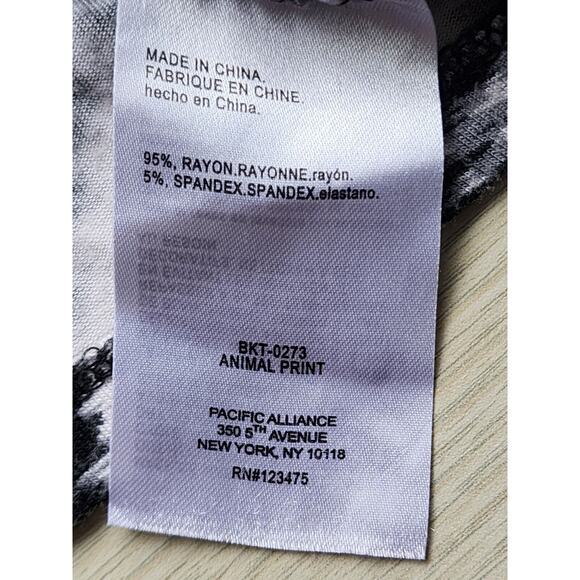 MADE IN CHINA.
FABRIQUE EN CHINE.
hecho en China.
95%, RAYON.RAYONNE.rayón.
5%, SPANDEX.SPANDEX.elastano.
BKT-0273
ANIMAL PRINT
PACIFIC ALLIANCE
350 5TH AVENUE
NEW YORK, NY 10118
RN#123475